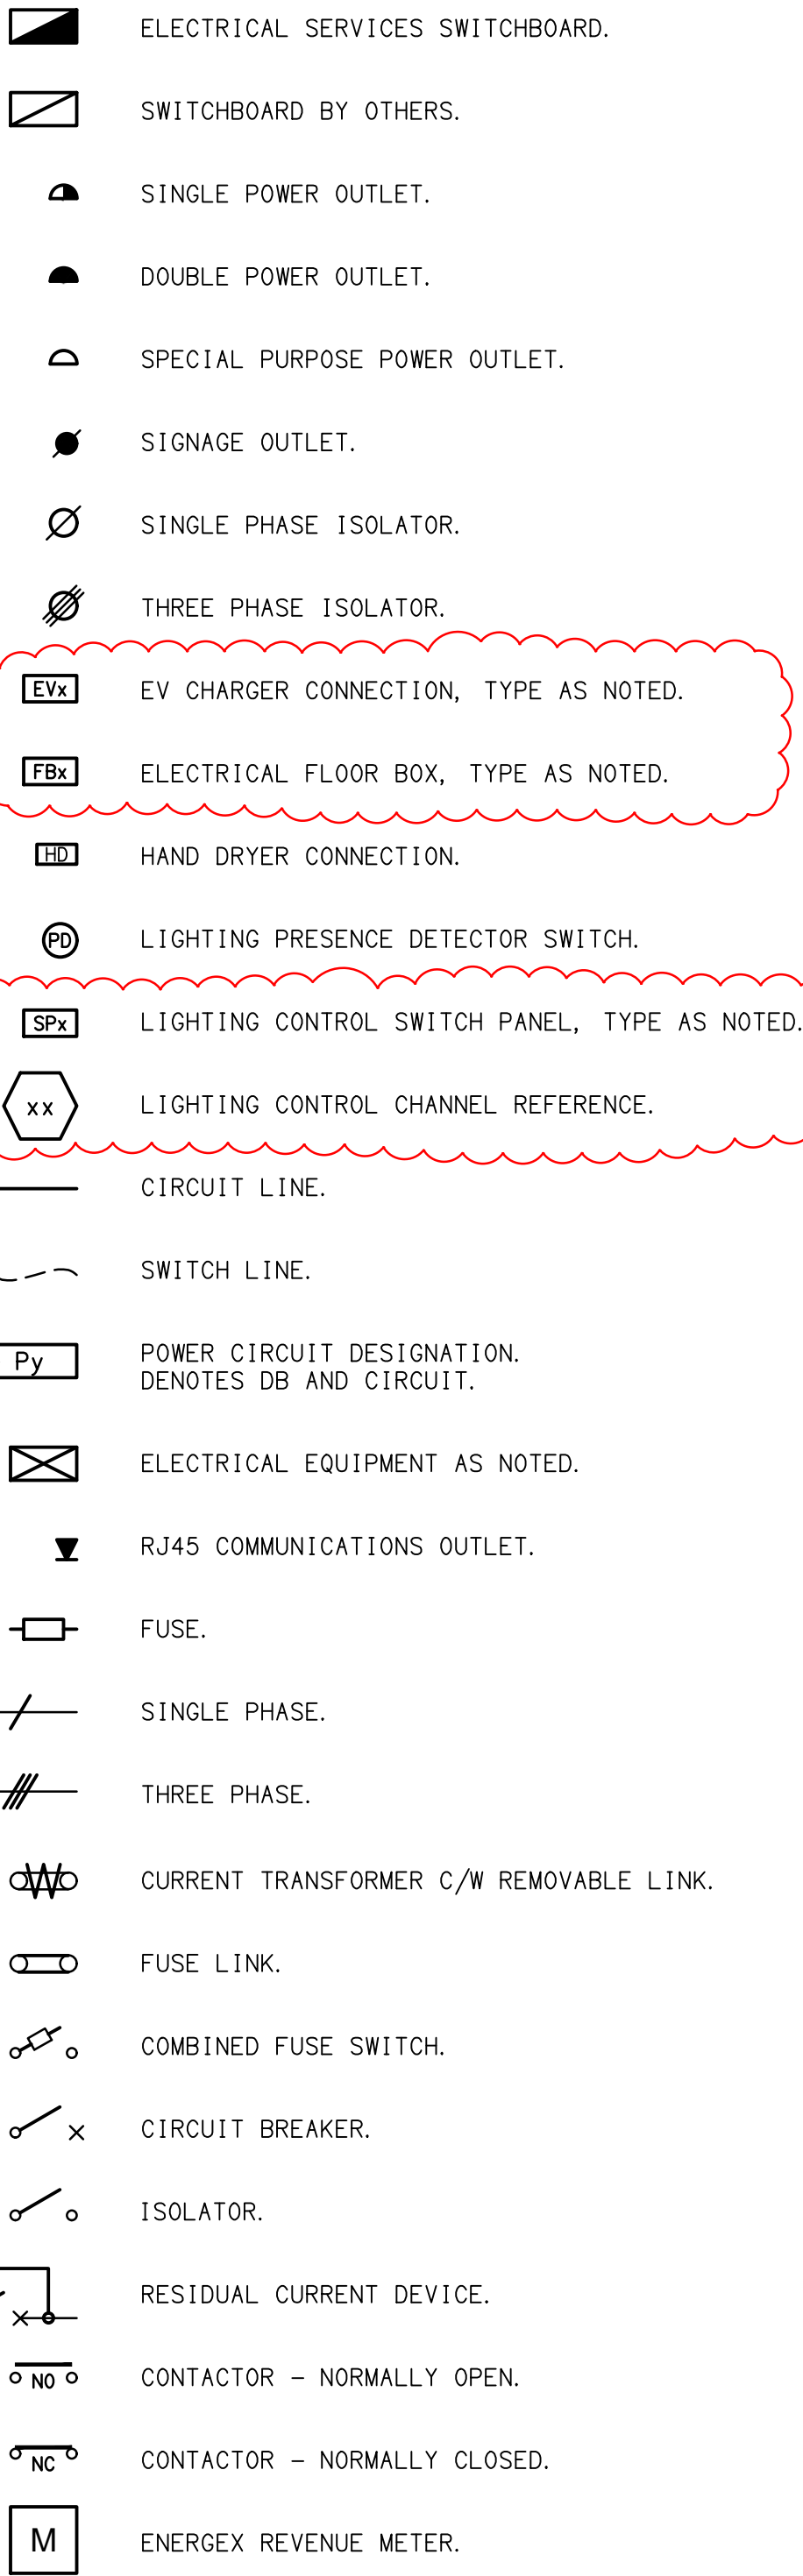 ELECTRICAL SERVICES SWITCHBOARD.
SWITCHBOARD BY OTHERS.
SINGLE POWER OUTLET.
DOUBLE POWER OUTLET.
SPECIAL PURPOSE POWER OUTLET.
SIGNAGE OUTLET.
SINGLE PHASE ISOLATOR.
THREE PHASE ISOLATOR.
EVx EV CHARGER CONNECTION, TYPE AS NOTED.
FBx ELECTRICAL FLOOR BOX, TYPE AS NOTED.
HD HAND DRYER CONNECTION.
PD LIGHTING PRESENCE DETECTOR SWITCH.
SPx LIGHTING CONTROL SWITCH PANEL, TYPE AS NOTED.
xx LIGHTING CONTROL CHANNEL REFERENCE.
CIRCUIT LINE.
SWITCH LINE.
Py POWER CIRCUIT DESIGNATION.
DENOTES DB AND CIRCUIT.
ELECTRICAL EQUIPMENT AS NOTED.
RJ45 COMMUNICATIONS OUTLET.
FUSE.
SINGLE PHASE.
THREE PHASE.
CURRENT TRANSFORMER C/W REMOVABLE LINK.
FUSE LINK.
COMBINED FUSE SWITCH.
CIRCUIT BREAKER.
ISOLATOR.
RESIDUAL CURRENT DEVICE.
NO CONTACTOR - NORMALLY OPEN.
NC CONTACTOR - NORMALLY CLOSED.
M ENERGEX REVENUE METER.